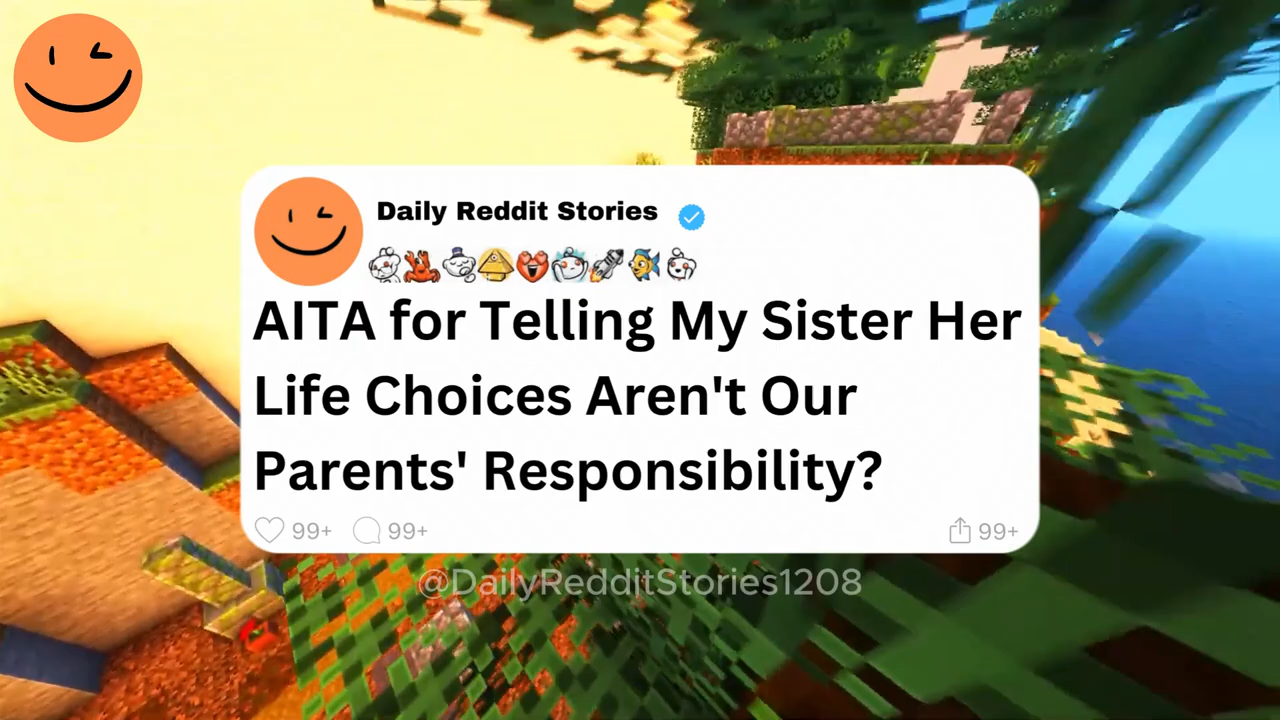 Daily Reddit Stories
AITA for Telling My Sister Her
Life Choices Aren't Our
Parents' Responsibility?
99+ 99+ 99+
@DailyRedditStories1208